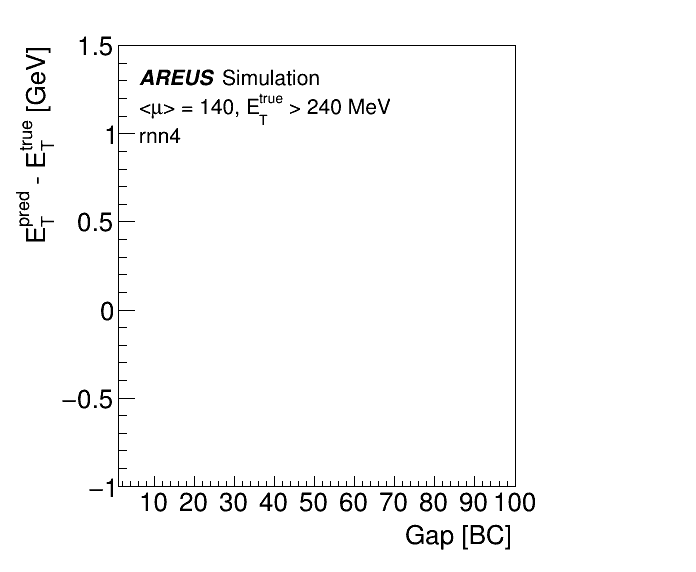 1.5
1
0.5
0
−0.5
−1
E_T^pred - E_T^true [GeV]
AREUS Simulation
<μ> = 140, E_T^true > 240 MeV
rnn4
10 20 30 40 50 60 70 80 90 100
Gap [BC]